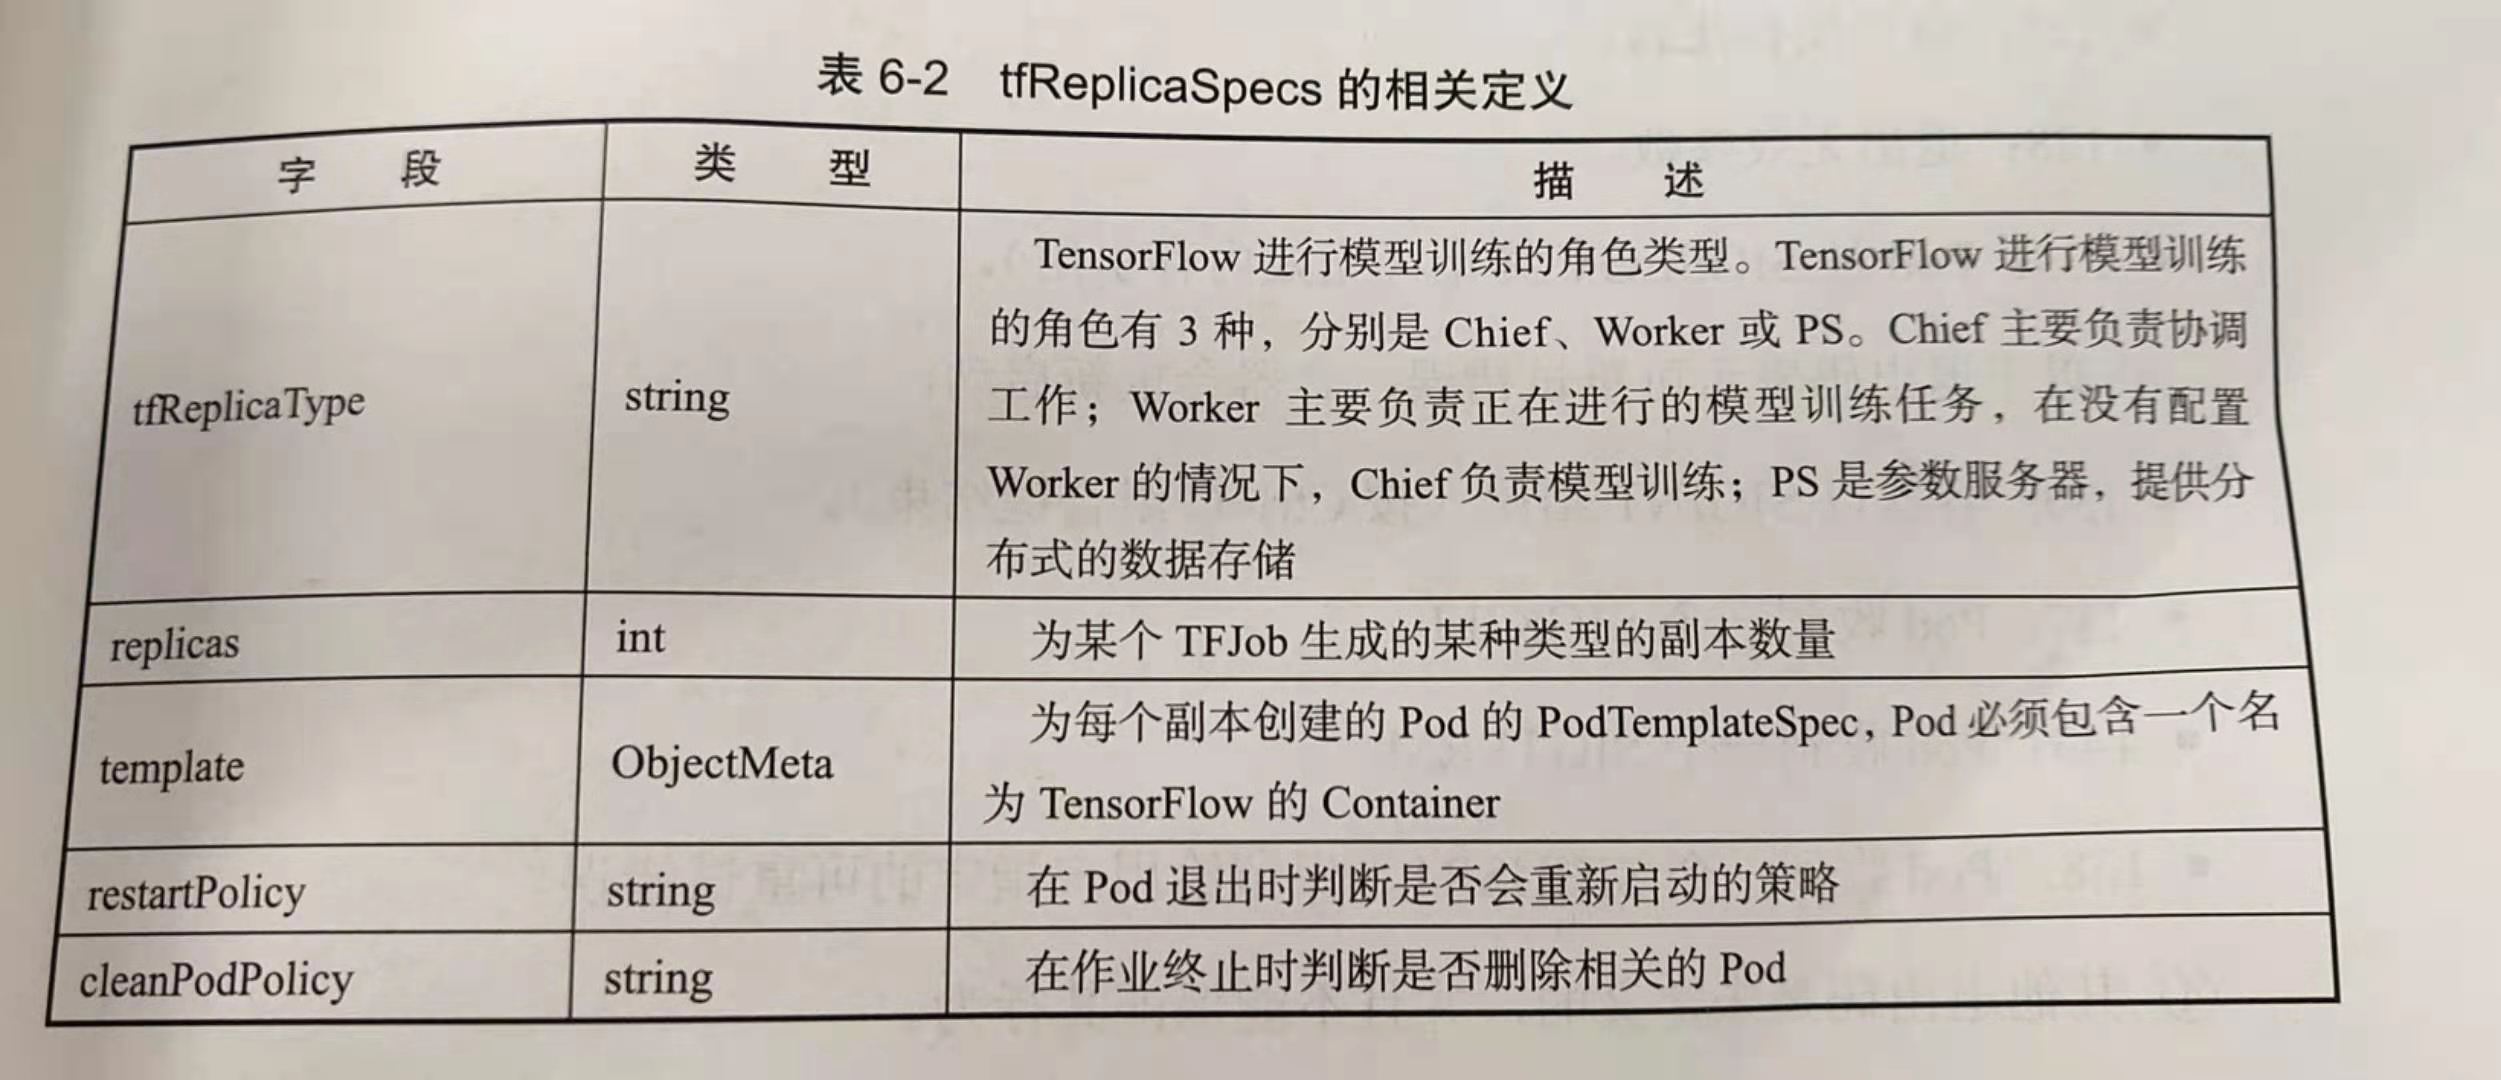 表 6-2 tfReplicaSpecs 的相关定义
字 段 类 型 描 述
tfReplicaType string
TensorFlow 进行模型训练的角色类型。TensorFlow 进行模型训练
的角色有 3 种，分别是 Chief、Worker 或 PS。Chief 主要负责协调
工作；Worker 主要负责正在进行的模型训练任务，在没有配置
Worker 的情况下，Chief 负责模型训练；PS 是参数服务器，提供分
布式的数据存储
replicas int 为某个 TFJob 生成的某种类型的副本数量
template ObjectMeta
为每个副本创建的 Pod 的 PodTemplateSpec, Pod 必须包含一个名
为 TensorFlow 的 Container
restartPolicy string 在 Pod 退出时判断是否会重新启动的策略
cleanPodPolicy string 在作业终止时判断是否删除相关的 Pod